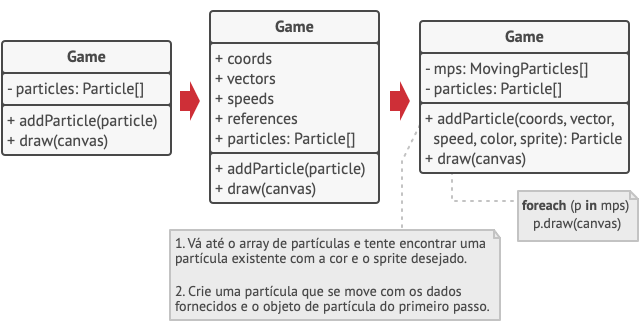 Game
- particles: Particle[]
+ addParticle(particle)
+ draw(canvas)
Game
+ coords
+ vectors
+ speeds
+ references
+ particles: Particle[]
+ addParticle(particle)
+ draw(canvas)
Game
- mps: MovingParticles[]
- particles: Particle[]
+ addParticle(coords, vector,
speed, color, sprite): Particle
+ draw(canvas)
foreach (p in mps)
p.draw(canvas)
1. Vá até o array de partículas e tente encontrar uma
partícula existente com a cor e o sprite desejado.
2. Crie uma partícula que se move com os dados
fornecidos e o objeto de partícula do primeiro passo.